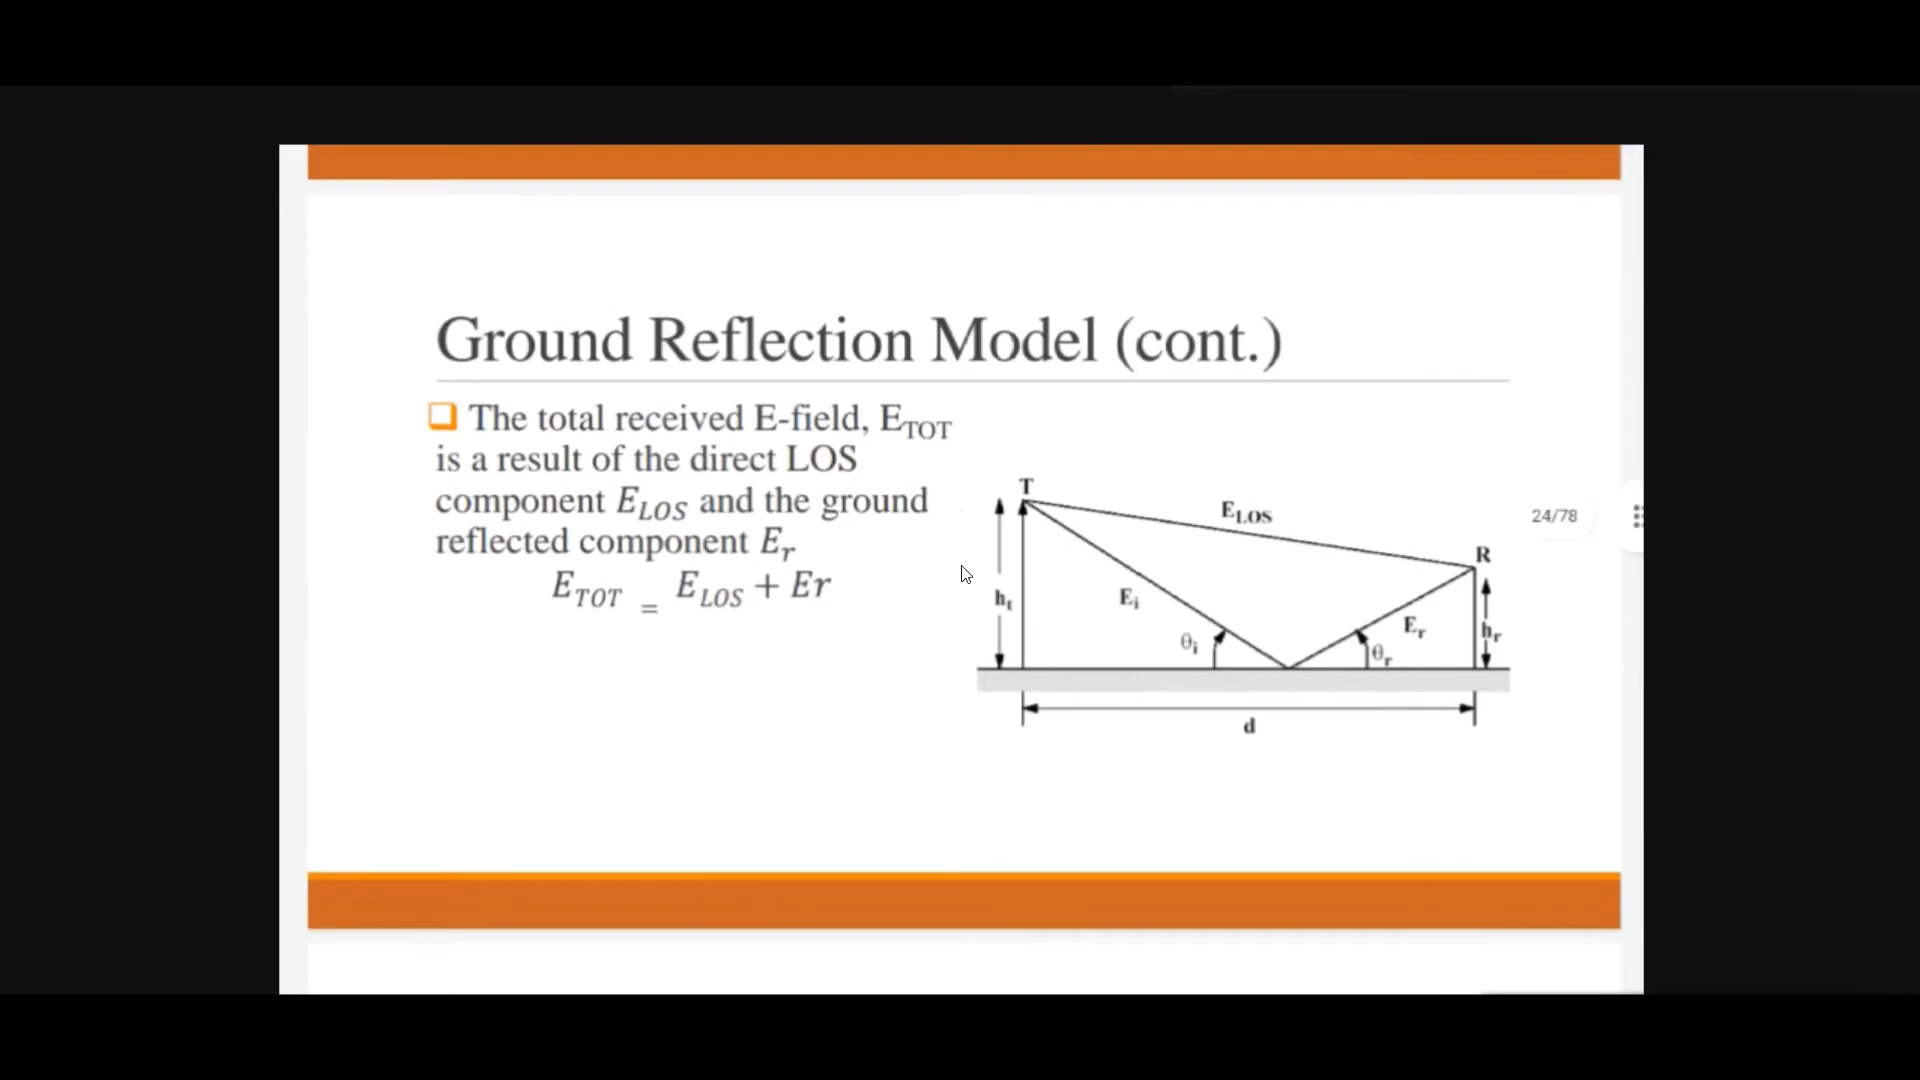 Ground Reflection Model (cont.)
The total received E-field, E_TOT
is a result of the direct LOS
component E_LOS and the ground
reflected component E_r
E_TOT = E_LOS + Er
T
E_LOS
24/78
R
h_t
E_i
E_r
h_r
θ_i
θ_r
d